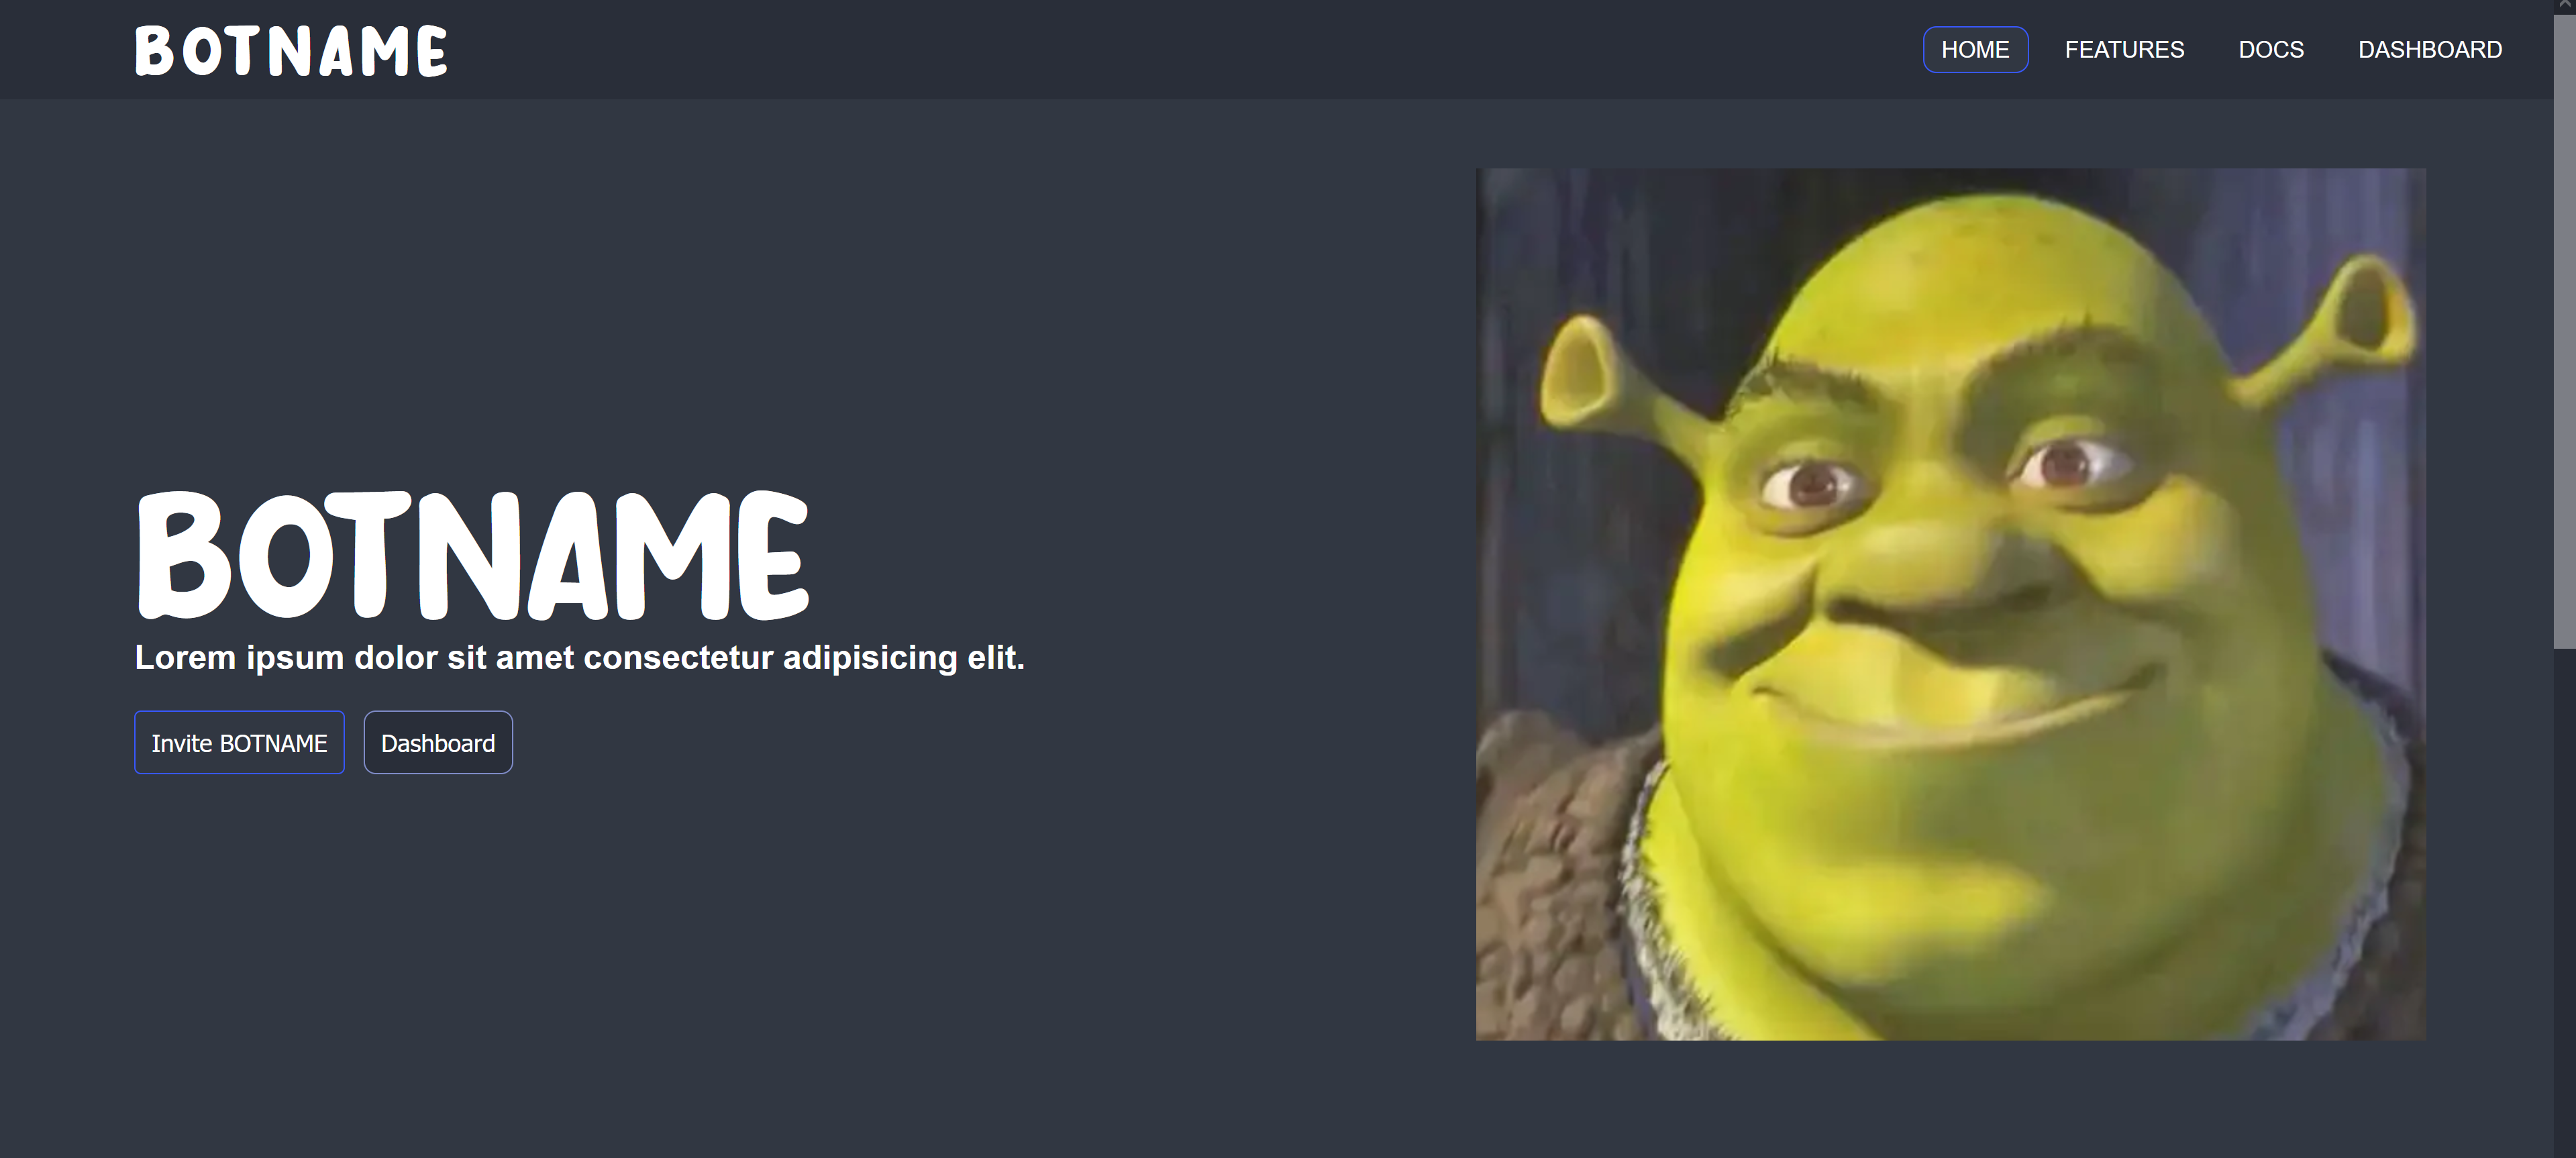 BOTNAME
HOME FEATURES DOCS DASHBOARD
BOTNAME
Lorem ipsum dolor sit amet consectetur adipisicing elit.
Invite BOTNAME Dashboard